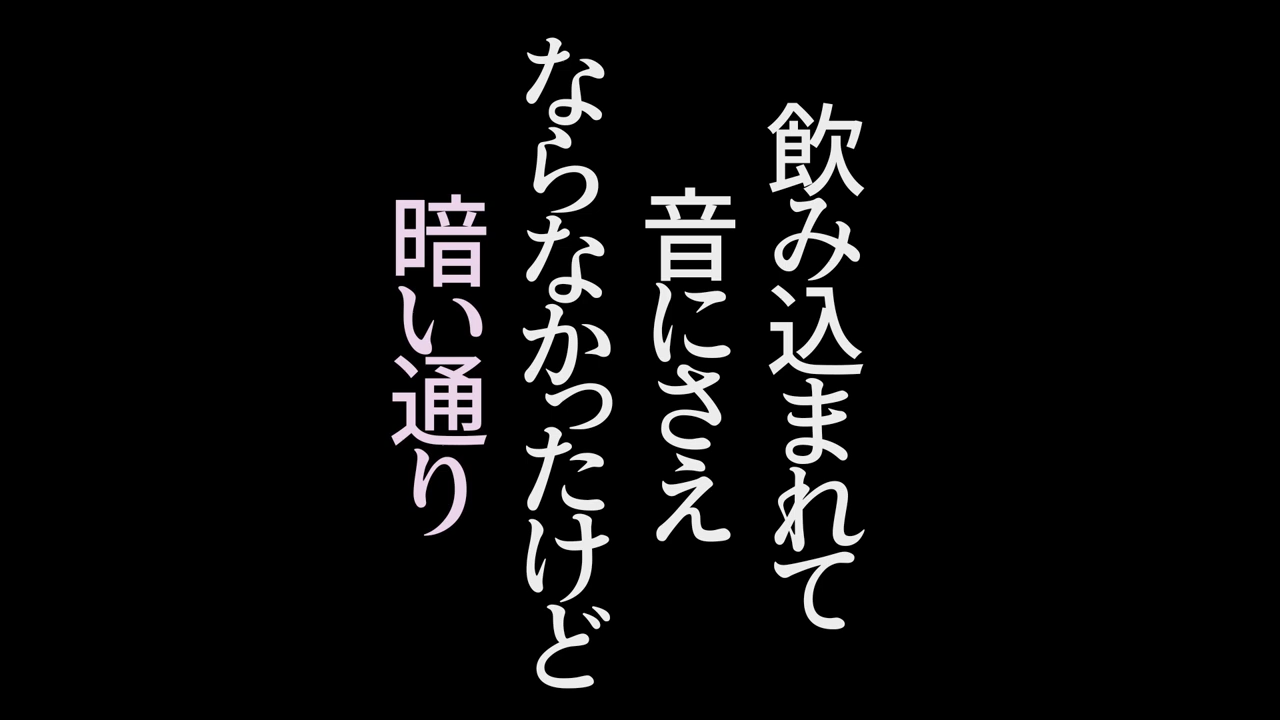 飲み込まれて
音にさえ
ならなかったけど
暗い通り